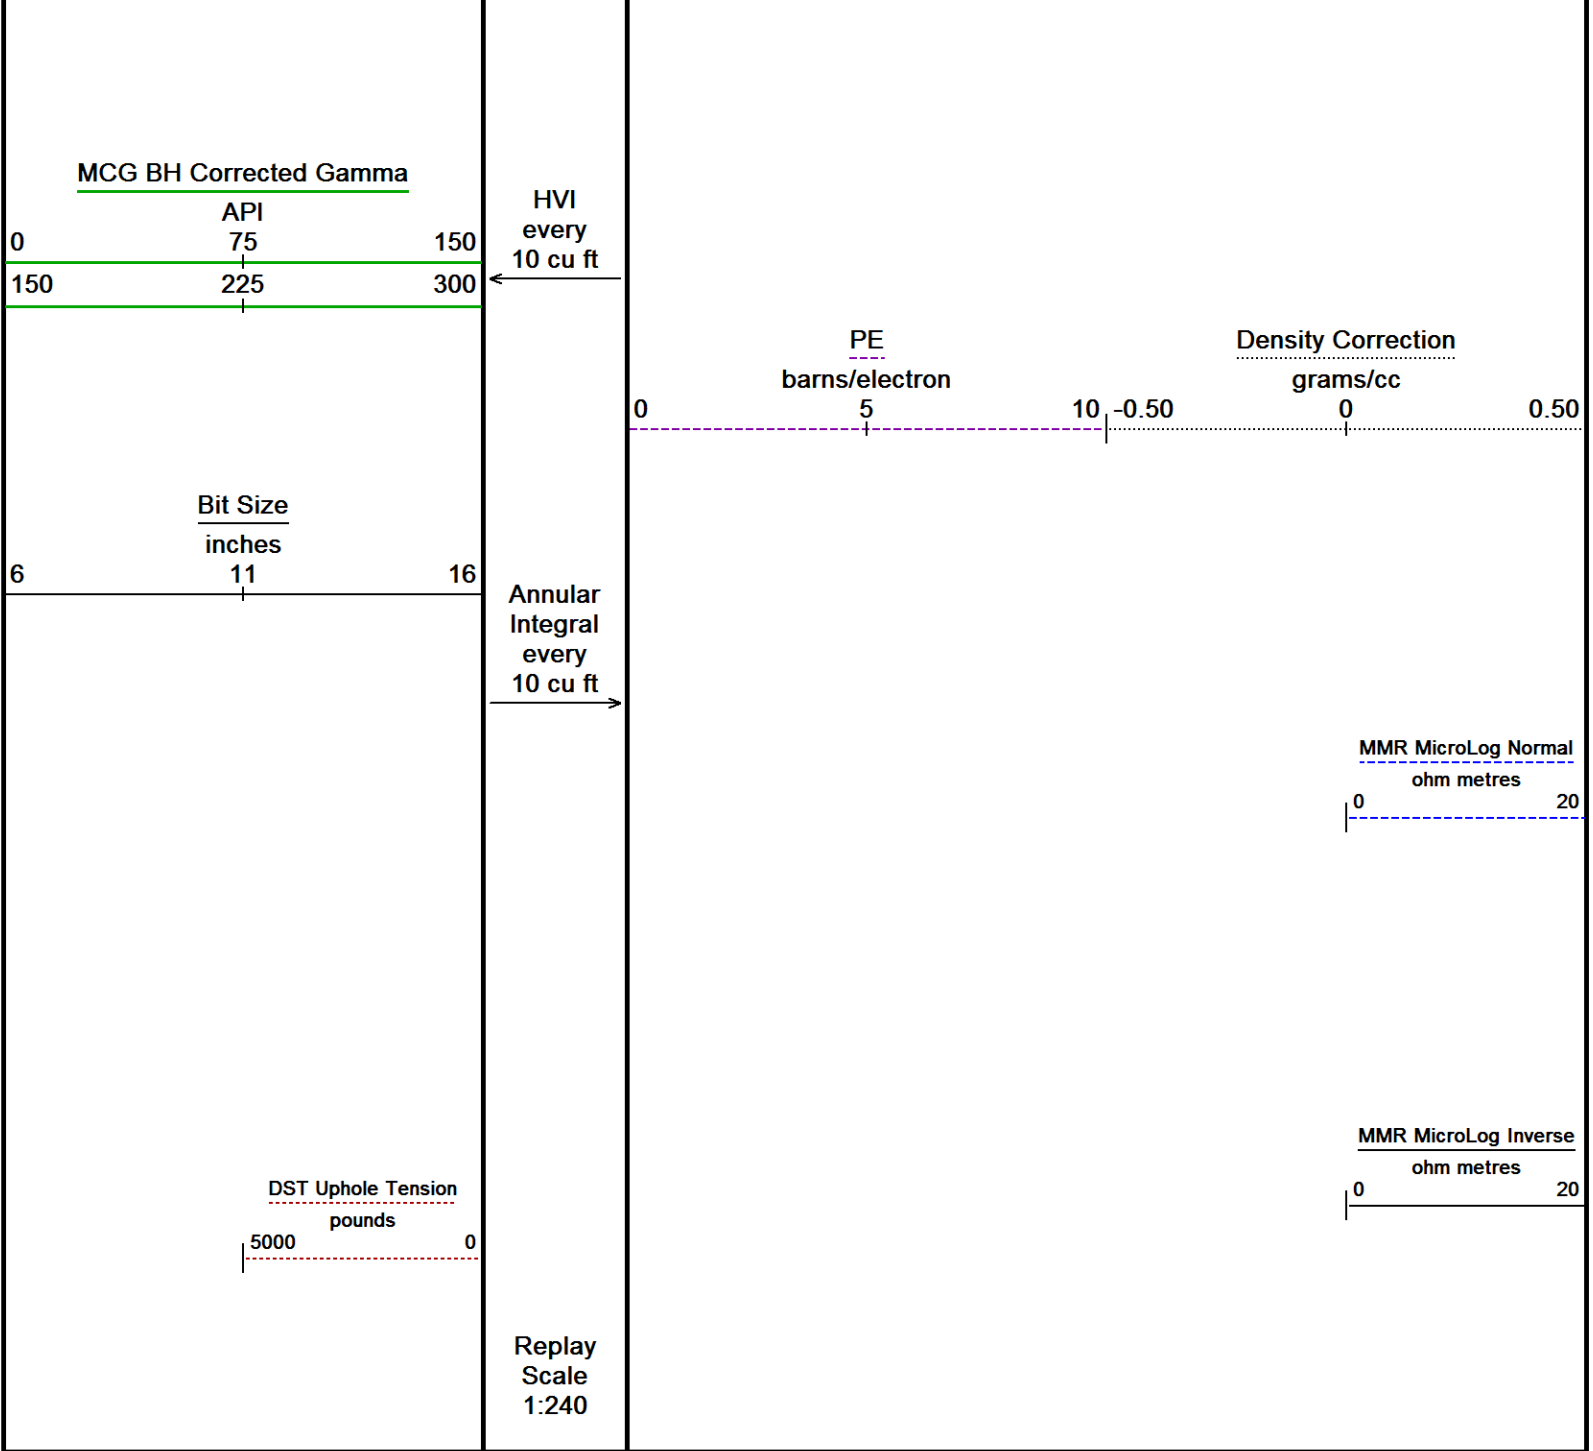 MCG BH Corrected Gamma
API
0 75 150
150 225 300
HVI
every
10 cu ft
PE
barns/electron
0 5 10
Density Correction
grams/cc
-0.50 0 0.50
Bit Size
inches
6 11 16
Annular
Integral
every
10 cu ft
MMR MicroLog Normal
ohm metres
0 20
MMR MicroLog Inverse
ohm metres
0 20
DST Uphole Tension
pounds
5000 0
Replay
Scale
1:240